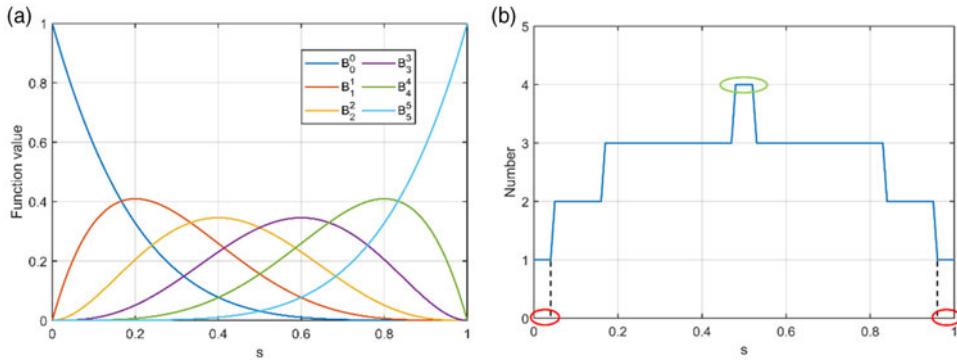 (a)
1
0.8
0.6
0.4
0.2
0
Function value
B₀⁰ B₃³
B₁¹ B₄⁴
B₂² B₅⁵
0 0.2 0.4 0.6 0.8 1
s
(b)
5
4
3
2
1
0
Number
0 0.2 0.4 0.6 0.8 1
s